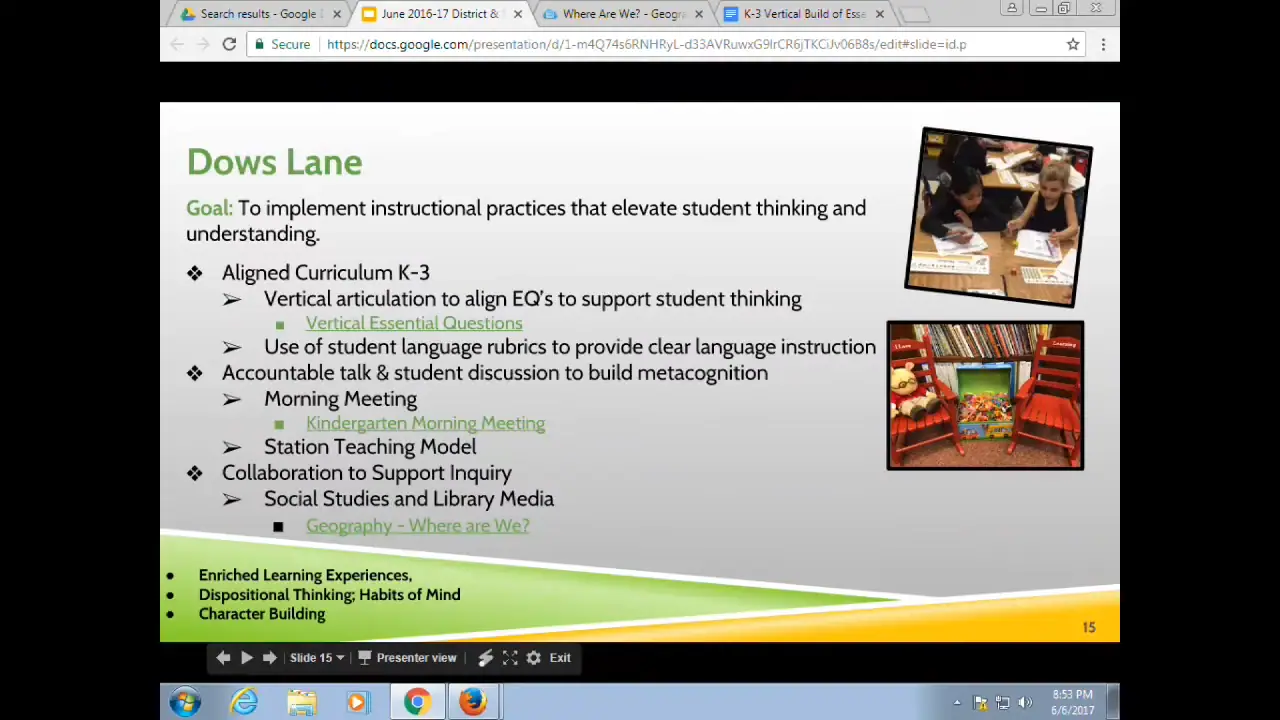 Search results - Google
June 2016-17 District &
Where Are We? - Geogra
K-3 Vertical Build of Esse
Secure
https://docs.google.com/presentation/d/1-m4Q74s6RNHRyL-d33AVRuwxG9IrCR6jTKCiJv06B8s/edit#slide=id.p
Dows Lane
Goal: To implement instructional practices that elevate student thinking and
understanding.
Aligned Curriculum K-3
Vertical articulation to align EQ's to support student thinking
Vertical Essential Questions
Use of student language rubrics to provide clear language instruction
Accountable talk & student discussion to build metacognition
Morning Meeting
Kindergarten Morning Meeting
Station Teaching Model
Collaboration to Support Inquiry
Social Studies and Library Media
Geography - Where are We?
Enriched Learning Experiences,
Dispositional Thinking; Habits of Mind
Character Building
15
Learning
Slide 15
Presenter view
Exit
8:53 PM
6/6/2017